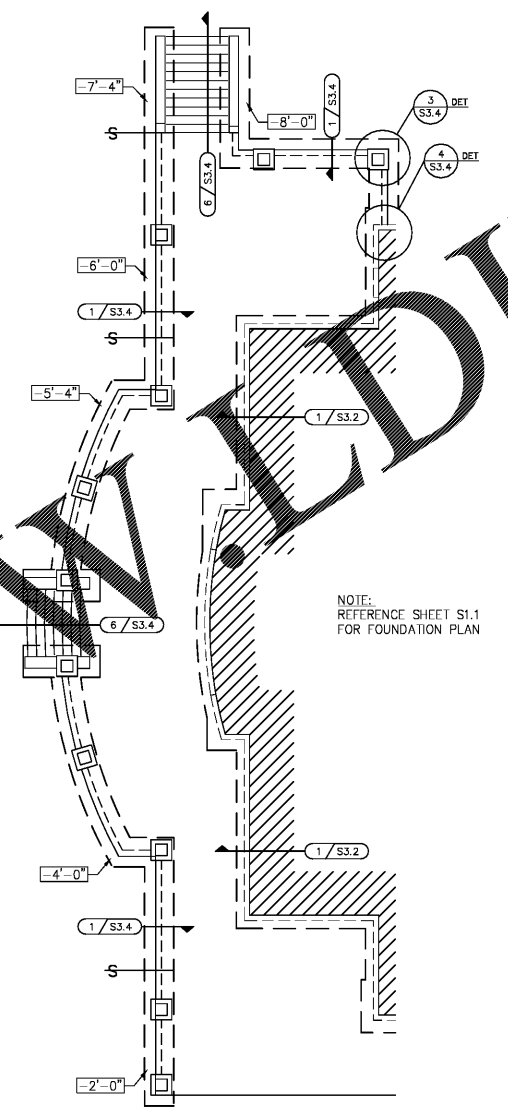 3 DET
S3.4
-7'-4"
1 / S3.4
-8'-0"
S
4 DET
S3.4
6 / S3.4
-6'-0"
1 / S3.4
S
-5'-4"
1 / S3.2
W.LD
NOTE:
REFERENCE SHEET S1.1
FOR FOUNDATION PLAN
6 / S3.4
1 / S3.2
-4'-0"
1 / S3.4
S
-2'-0"